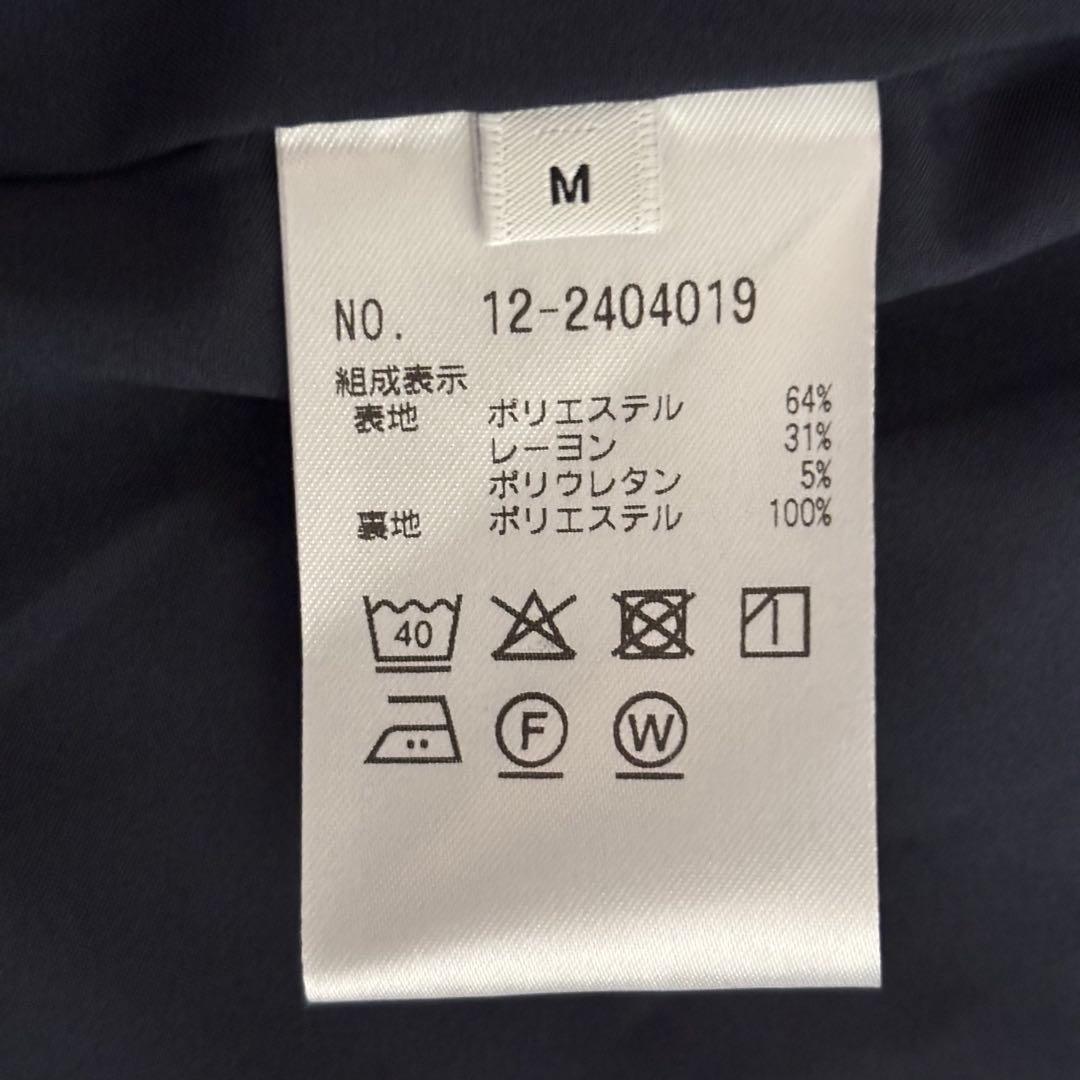 M
NO. 12-2404019
組成表示
表地 ポリエステル 64%
レーヨン 31%
ポリウレタン 5%
裏地 ポリエステル 100%
40
F W